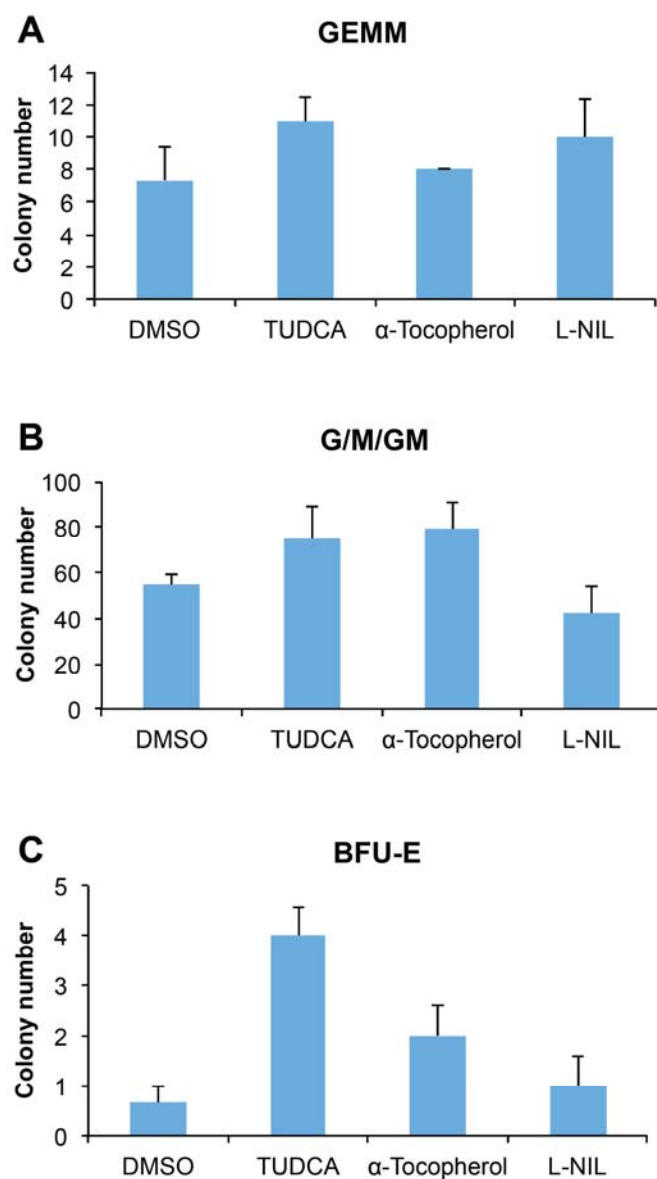 A
GEMM
Colony number
14
12
10
8
6
4
2
0
DMSO TUDCA α-Tocopherol L-NIL
B
G/M/GM
Colony number
100
80
60
40
20
0
DMSO TUDCA α-Tocopherol L-NIL
C
BFU-E
Colony number
5
4
3
2
1
0
DMSO TUDCA α-Tocopherol L-NIL